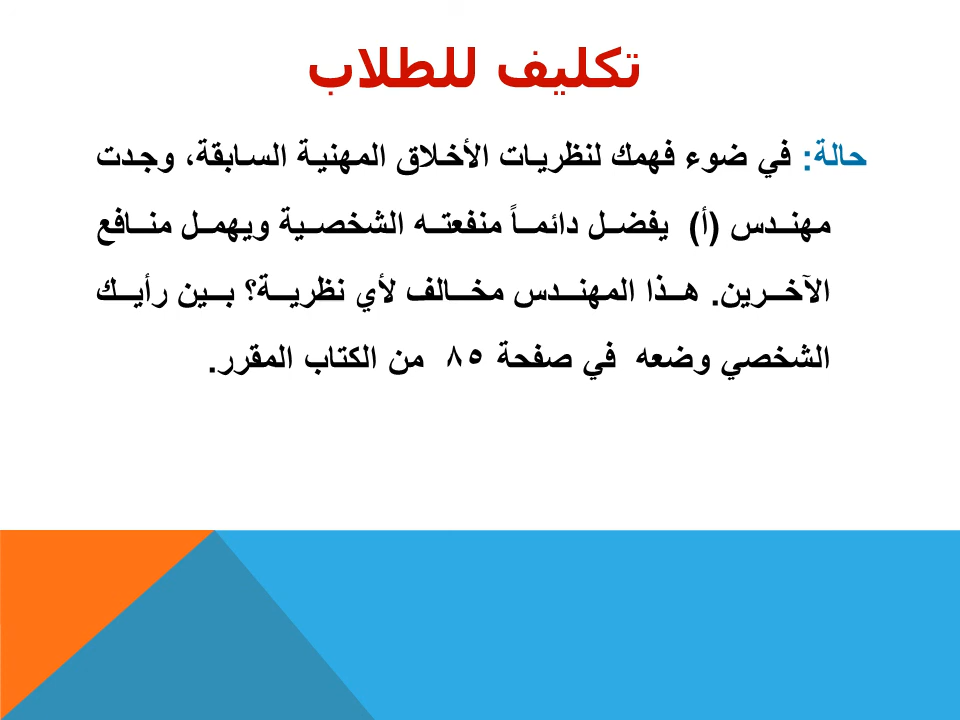 تكليف للطلاب
حالة: في ضوء فهمك لنظريات الأخلاق المهنية السابقة، وجدت
مهندس (أ) يفضل دائماً منفعته الشخصية ويهمل منافع
الآخرين. هذا المهندس مخالف لأي نظرية؟ بين رأيك
الشخصي وضعه في صفحة ٨٥ من الكتاب المقرر.